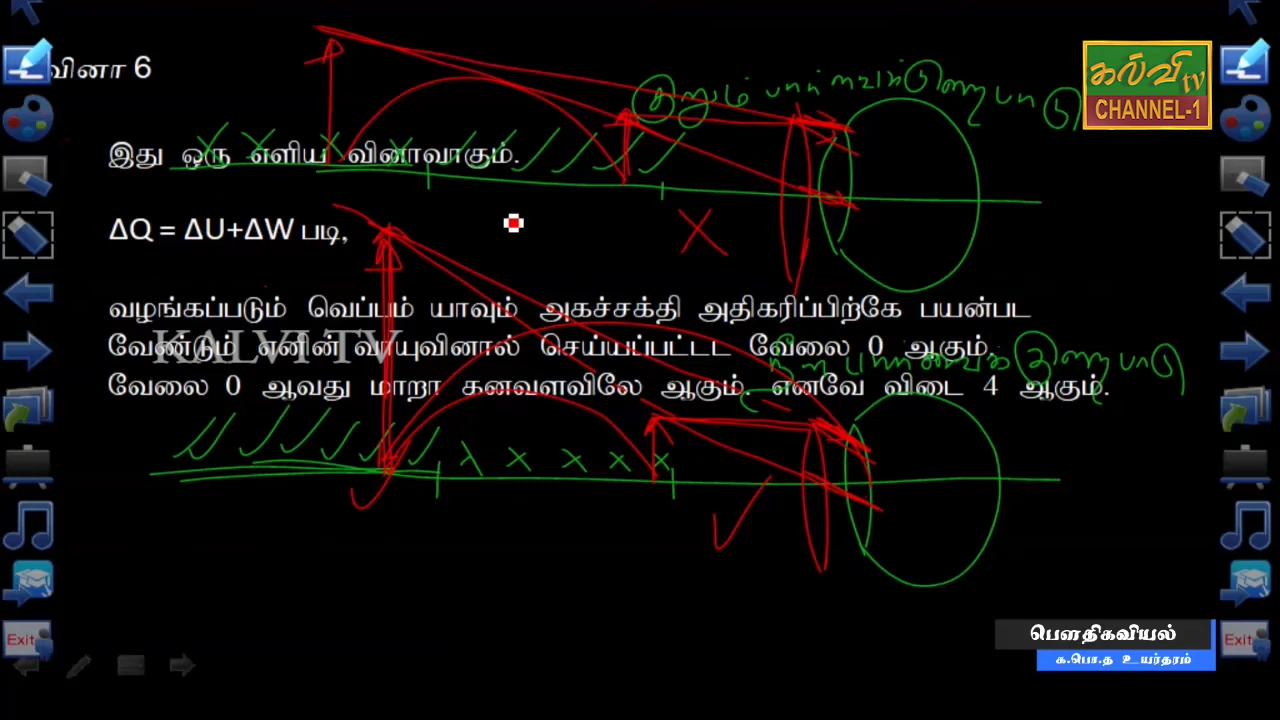 வினா 6
கல்வி tv
CHANNEL-1
குறும் பார்வைக் குறைபாடு
இது ஒரு எளிய வினாவாகும்.
ΔQ = ΔU+ΔW படி,
வழங்கப்படும் வெப்பம் யாவும் அகச்சக்தி அதிகரிப்பிற்கே பயன்பட
KALVI TV
வேண்டும் எனின் வாயுவினால் செய்யப்பட்டட வேலை 0 ஆகும்.
பார்வைக் குறைபாடு
வேலை 0 ஆவது மாறா கனவளவிலே ஆகும். எனவே விடை 4 ஆகும்.
பௌதிகவியல்
க.பொ.த உயர்தரம்
Exit
Exit